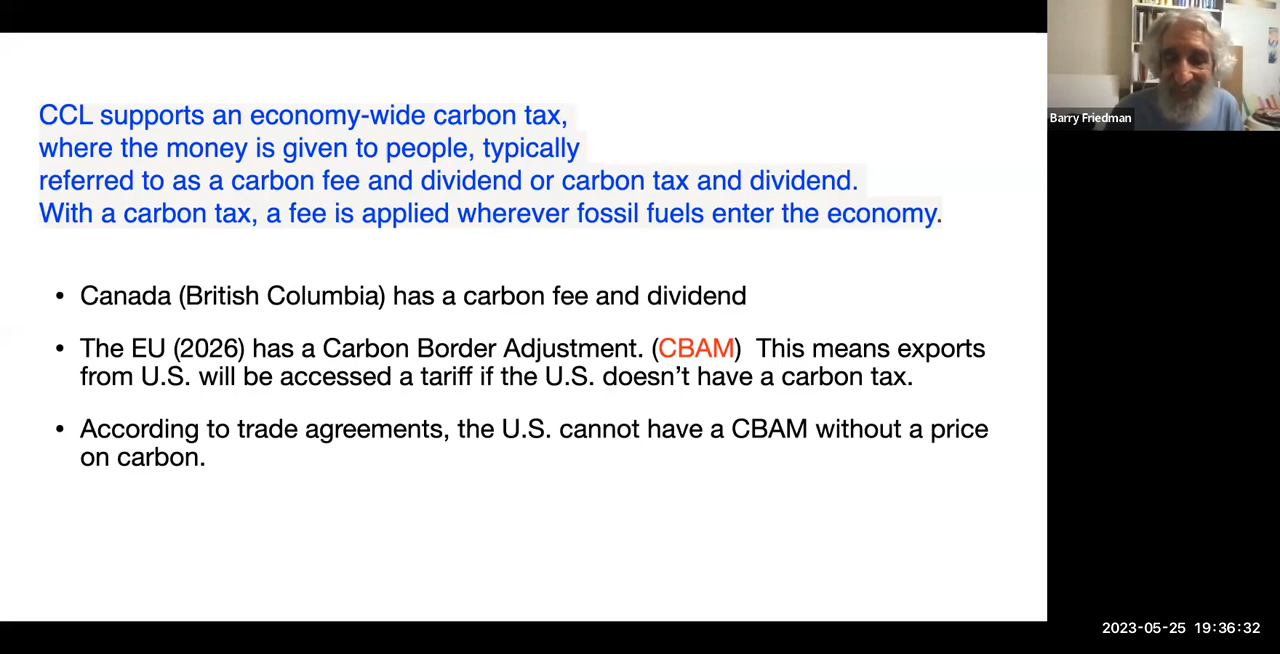 CCL supports an economy-wide carbon tax,
where the money is given to people, typically
referred to as a carbon fee and dividend or carbon tax and dividend.
With a carbon tax, a fee is applied wherever fossil fuels enter the economy.
• Canada (British Columbia) has a carbon fee and dividend
• The EU (2026) has a Carbon Border Adjustment. (CBAM)  This means exports
from U.S. will be accessed a tariff if the U.S. doesn’t have a carbon tax.
• According to trade agreements, the U.S. cannot have a CBAM without a price
on carbon.
Barry Friedman
2023-05-25 19:36:32